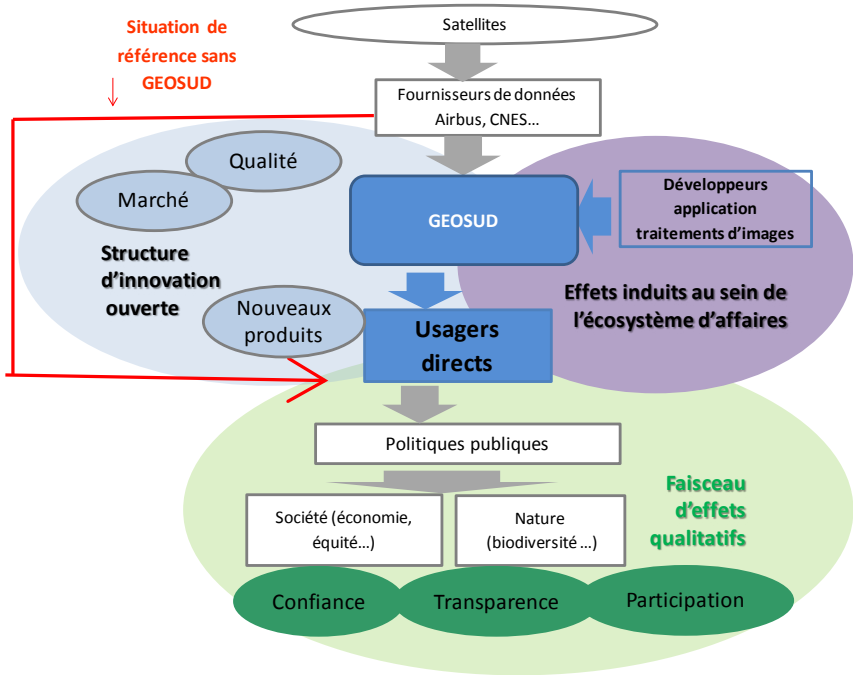 Situation de
référence sans
GEOSUD
Satellites
Fournisseurs de données
Airbus, CNES…
Qualité
Marché
Structure
d’innovation
ouverte
GEOSUD
Développeurs
application
traitements d’images
Effets induits au sein de
l’écosystème d’affaires
Nouveaux
produits
Usagers
directs
Politiques publiques
Société (économie,
équité…)
Nature
(biodiversité …)
Faisceau
d’effets
qualitatifs
Confiance
Transparence
Participation